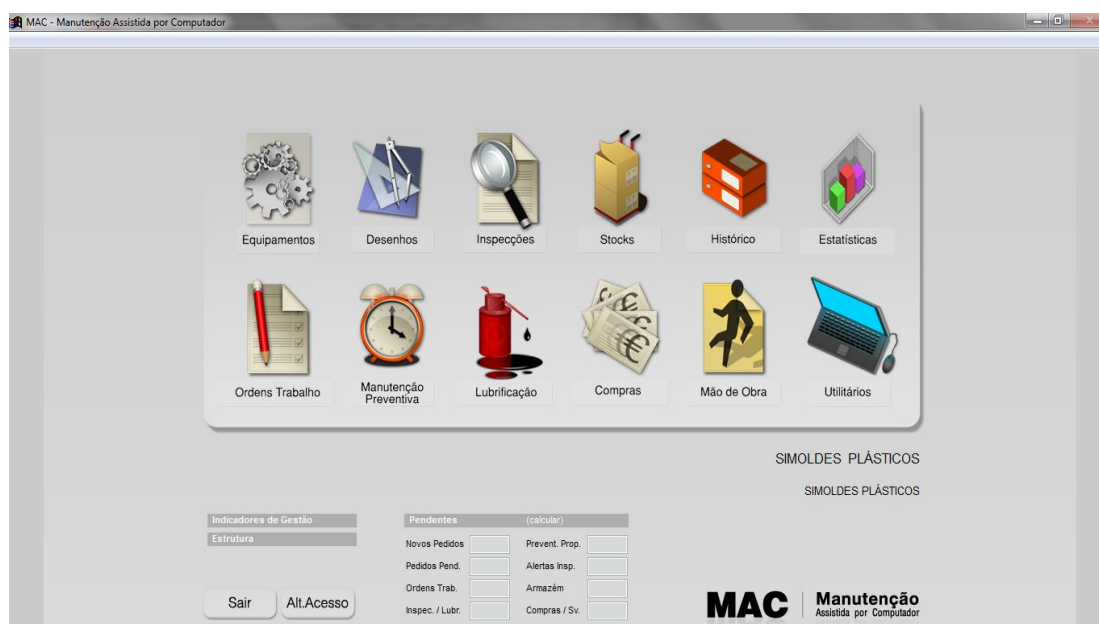 MAC - Manutenção Assistida por Computador
Equipamentos
Desenhos
Inspecções
Stocks
Histórico
Estatísticas
Ordens Trabalho
Manutenção
Preventiva
Lubrificação
Compras
Mão de Obra
Utilitários
SIMOLDES PLÁSTICOS
SIMOLDES PLÁSTICOS
Indicadores de Gestão
Estrutura
Pendentes (calcular)
Novos Pedidos Prevent. Prop.
Pedidos Pend. Alertas Insp.
Ordens Trab. Armazém
Inspec. / Lubr. Compras / Sv.
Sair Alt.Acesso
MAC Manutenção
Assistida por Computador